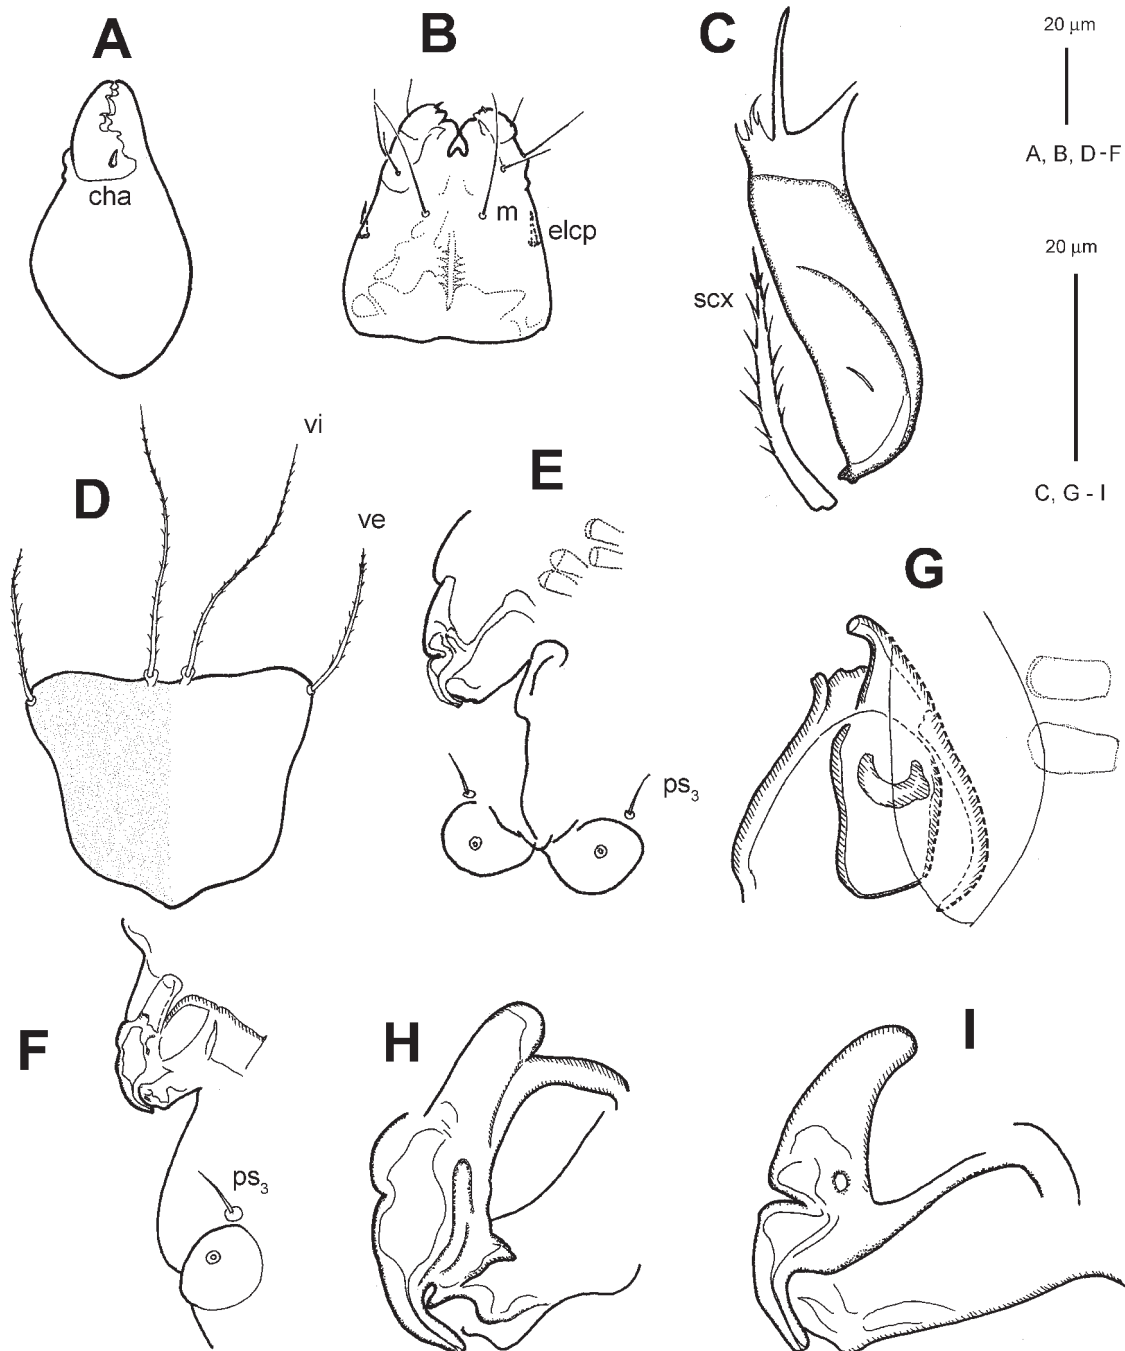 A
B
C
20 μm
A, B, D-F
cha
m
elcp
20 μm
scx
vi
D
E
ve
C, G - I
G
ps3
F
H
I
ps3